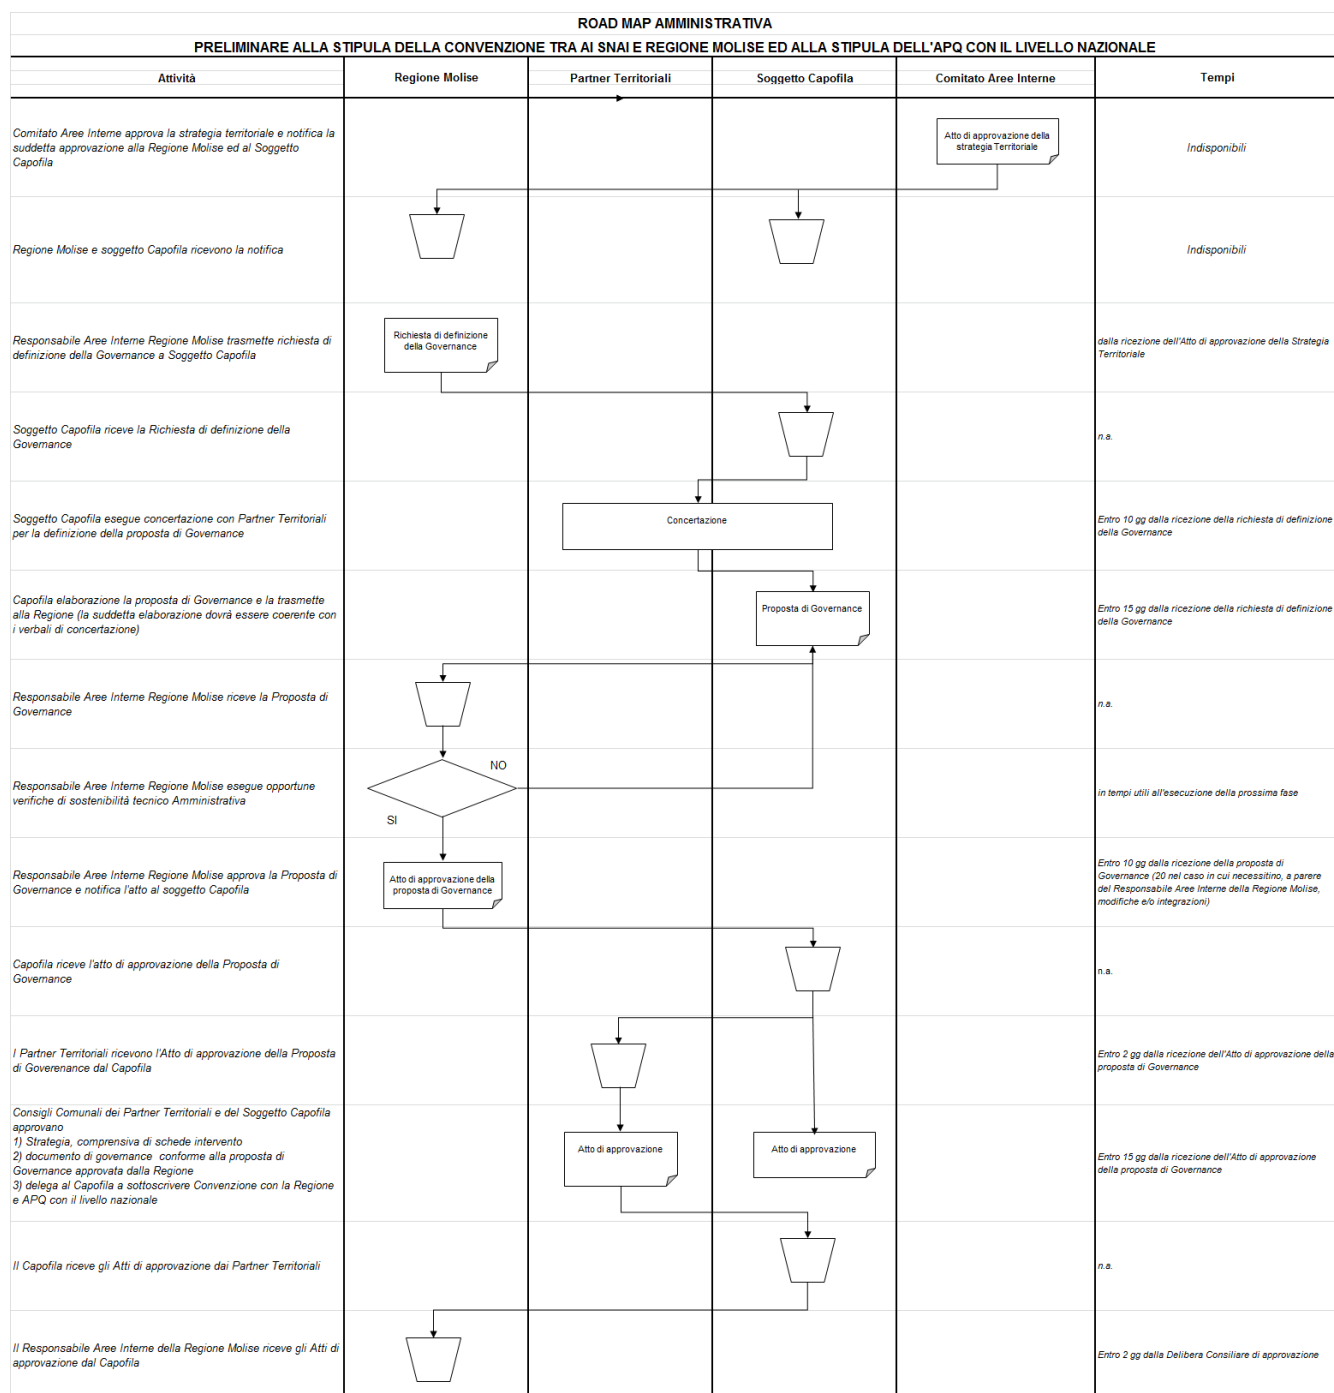 ROAD MAP AMMINISTRATIVA
PRELIMINARE ALLA STIPULA DELLA CONVENZIONE TRA AI SNAI E REGIONE MOLISE ED ALLA STIPULA DELL'APQ CON IL LIVELLO NAZIONALE
Attività
Regione Molise
Partner Territoriali
Soggetto Capofila
Comitato Aree Interne
Tempi
Comitato Aree Interne approva la strategia territoriale e notifica la
suddetta approvazione alla Regione Molise ed al Soggetto
Capofila
Atto di approvazione della
strategia Territoriale
Indisponibili
Regione Molise e soggetto Capofila ricevono la notifica
Indisponibili
Responsabile Aree Interne Regione Molise trasmette richiesta di
definizione della Governance a Soggetto Capofila
Richiesta di definizione
della Governance
dalla ricezione dell'Atto di approvazione della Strategia
Territoriale
Soggetto Capofila riceve la Richiesta di definizione della
Governance
n.a.
Soggetto Capofila esegue concertazione con Partner Territoriali
per la definizione della proposta di Governance
Concertazione
Entro 10 gg dalla ricezione della richiesta di definizione
della Governance
Capofila elaborazione la proposta di Governance e la trasmette
alla Regione (la suddetta elaborazione dovrà essere coerente con
i verbali di concertazione)
Proposta di Governance
Entro 15 gg dalla ricezione della richiesta di definizione
della Governance
Responsabile Aree Interne Regione Molise riceve la Proposta di
Governance
n.a.
Responsabile Aree Interne Regione Molise esegue opportune
verifiche di sostenibilità tecnico Amministrativa
NO
SI
in tempi utili all'esecuzione della prossima fase
Responsabile Aree Interne Regione Molise approva la Proposta di
Governance e notifica l'atto al soggetto Capofila
Atto di approvazione della
proposta di Governance
Entro 10 gg dalla ricezione della proposta di
Governance (20 nel caso in cui necessitino, a parere
del Responsabile Aree Interne della Regione Molise,
modifiche e/o integrazioni)
Capofila riceve l'atto di approvazione della Proposta di
Governance
n.a.
I Partner Territoriali ricevono l'Atto di approvazione della Proposta
di Goverenance dal Capofila
Entro 2 gg dalla ricezione dell'Atto di approvazione della
proposta di Governance
Consigli Comunali dei Partner Territoriali e del Soggetto Capofila
approvano
1) Strategia, comprensiva di schede intervento
2) documento di governance conforme alla proposta di
Governance approvata dalla Regione
3) delega al Capofila a sottoscrivere Convenzione con la Regione
e APQ con il livello nazionale
Atto di approvazione
Atto di approvazione
Entro 15 gg dalla ricezione dell'Atto di approvazione
della proposta di Governance
Il Capofila riceve gli Atti di approvazione dai Partner Territoriali
n.a.
Il Responsabile Aree Interne della Regione Molise riceve gli Atti di
approvazione dal Capofila
Entro 2 gg dalla Delibera Consiliare di approvazione